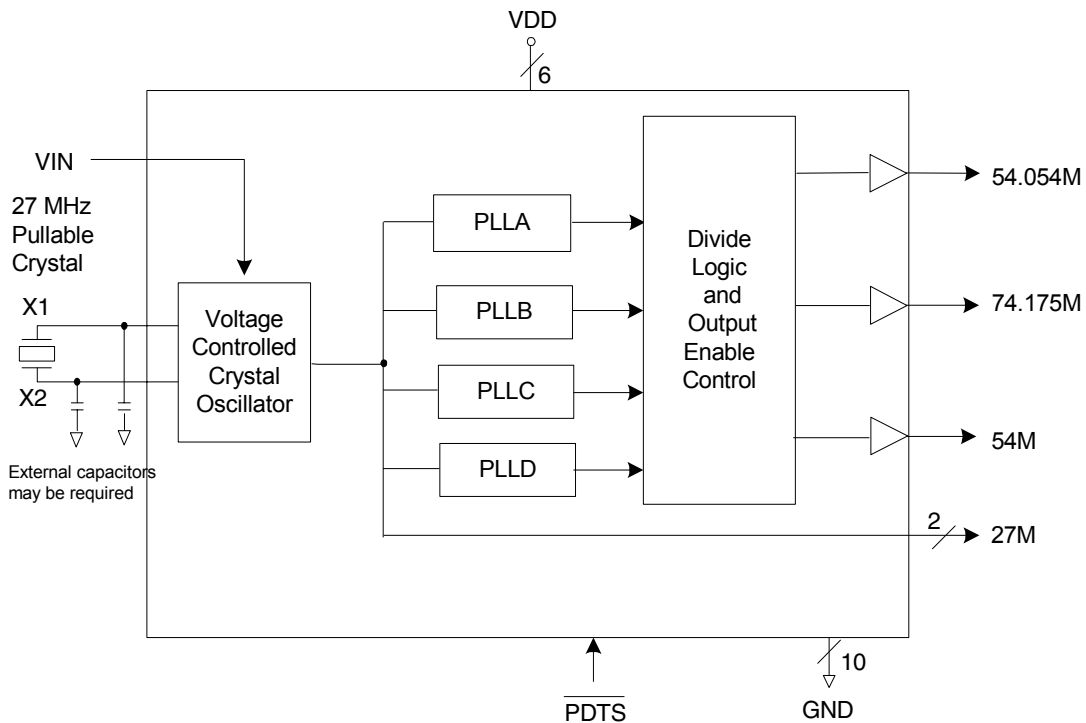 VDD
6
VIN
27 MHz
Pullable
Crystal
X1
X2
External capacitors
may be required
Voltage
Controlled
Crystal
Oscillator
PLLA
PLLB
PLLC
PLLD
Divide
Logic
and
Output
Enable
Control
54.054M
74.175M
54M
2
27M
PDTS
10
GND